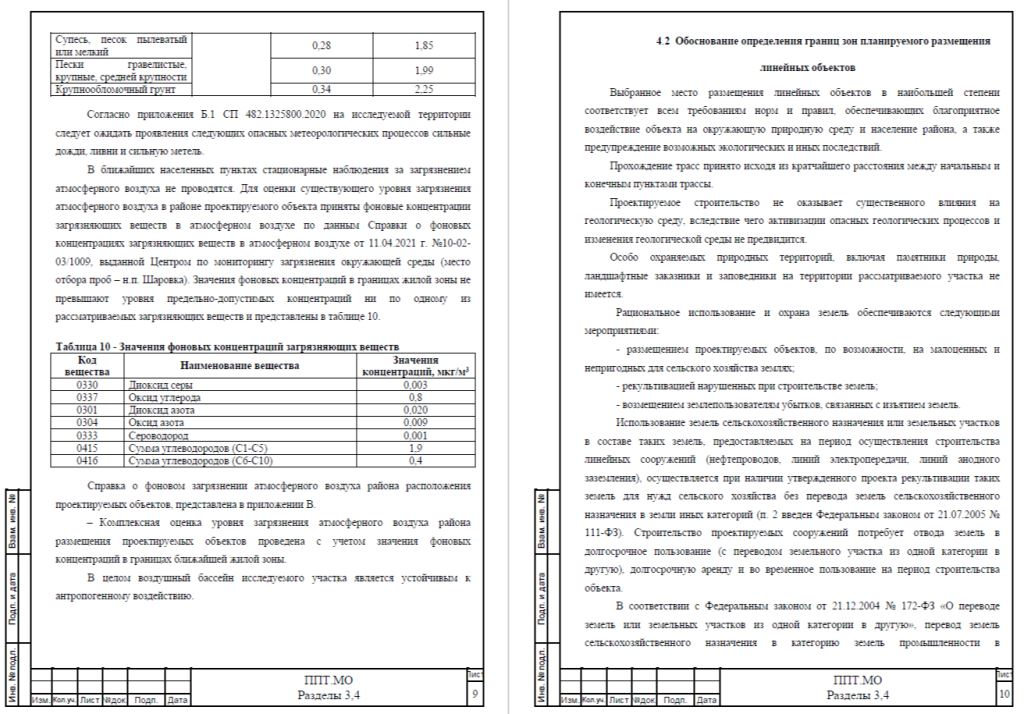 Супесь, песок пылеватый
или мелкий
0,28 1,85
Пески гравелистые,
крупные, средней крупности
0,30 1,99
Крупнообломочный грунт 0,34 2,25
Согласно приложения Б.1 СП 482.1325800.2020 на исследуемой территории
следует ожидать проявления следующих опасных метеорологических процессов сильные
дожди, ливни и сильную метель.
В ближайших населенных пунктах стационарные наблюдения за загрязнением
атмосферного воздуха не проводятся. Для оценки существующего уровня загрязнения
атмосферного воздуха в районе проектируемого объекта приняты фоновые концентрации
загрязняющих веществ в атмосферном воздухе по данным Справки о фоновых
концентрациях загрязняющих веществ в атмосферном воздухе от 11.04.2021 г. №10-02-
03/1009, выданной Центром по мониторингу загрязнения окружающей среды (место
отбора проб – н.п. Шаровка). Значения фоновых концентраций в границах жилой зоны не
превышают уровня предельно-допустимых концентраций ни по одному из
рассматриваемых загрязняющих веществ и представлены в таблице 10.
Таблица 10 - Значения фоновых концентраций загрязняющих веществ
Код
вещества
Наименование вещества
Значения
концентраций, мкг/м³
0330 Диоксид серы 0,003
0337 Оксид углерода 0,8
0301 Диоксид азота 0,020
0304 Оксид азота 0,009
0333 Сероводород 0,001
0415 Сумма углеводородов (С1-С5) 1,9
0416 Сумма углеводородов (С6-С10) 0,4
Справка о фоновом загрязнении атмосферного воздуха района расположения
проектируемых объектов, представлена в приложении В.
– Комплексная оценка уровня загрязнения атмосферного воздуха района
размещения проектируемых объектов проведена с учетом значения фоновых
концентраций в границах ближайшей жилой зоны.
В целом воздушный бассейн исследуемого участка является устойчивым к
антропогенному воздействию.
Взам. инв. №
Подп. и дата
Инв. № подл.
Изм. Кол.уч. Лист №док Подп. Дата
ППТ.МО
Разделы 3,4
Лист
9
4.2 Обоснование определения границ зон планируемого размещения
линейных объектов
Выбранное место размещения линейных объектов в наибольшей степени
соответствует всем требованиям норм и правил, обеспечивающих благоприятное
воздействие объекта на окружающую природную среду и население района, а также
предупреждение возможных экологических и иных последствий.
Прохождение трасс принято исходя из кратчайшего расстояния между начальным и
конечным пунктами трассы.
Проектируемое строительство не оказывает существенного влияния на
геологическую среду, вследствие чего активизации опасных геологических процессов и
изменения геологической среды не предвидится.
Особо охраняемых природных территорий, включая памятники природы,
ландшафтные заказники и заповедники на территории рассматриваемого участка не
имеется.
Рациональное использование и охрана земель обеспечиваются следующими
мероприятиями:
- размещением проектируемых объектов, по возможности, на малоценных и
непригодных для сельского хозяйства землях;
- рекультивацией нарушенных при строительстве земель;
- возмещением землепользователям убытков, связанных с изъятием земель.
Использование земель сельскохозяйственного назначения или земельных участков
в составе таких земель, предоставляемых на период осуществления строительства
линейных сооружений (нефтепроводов, линий электропередачи, линий анодного
заземления), осуществляется при наличии утвержденного проекта рекультивации таких
земель для нужд сельского хозяйства без перевода земель сельскохозяйственного
назначения в земли иных категорий (п. 2 введен Федеральным законом от 21.07.2005 №
111-ФЗ). Строительство проектируемых сооружений потребует отвода земель в
долгосрочное пользование (с переводом земельного участка из одной категории в
другую), долгосрочную аренду и во временное пользование на период строительства
объекта.
В соответствии с Федеральным законом от 21.12.2004 № 172-ФЗ «О переводе
земель или земельных участков из одной категории в другую», перевод земель
сельскохозяйственного назначения в категорию земель промышленности в
Взам. инв. №
Подп. и дата
Инв. № подл.
Изм. Кол.уч. Лист №док Подп. Дата
ППТ.МО
Разделы 3,4
Лист
10